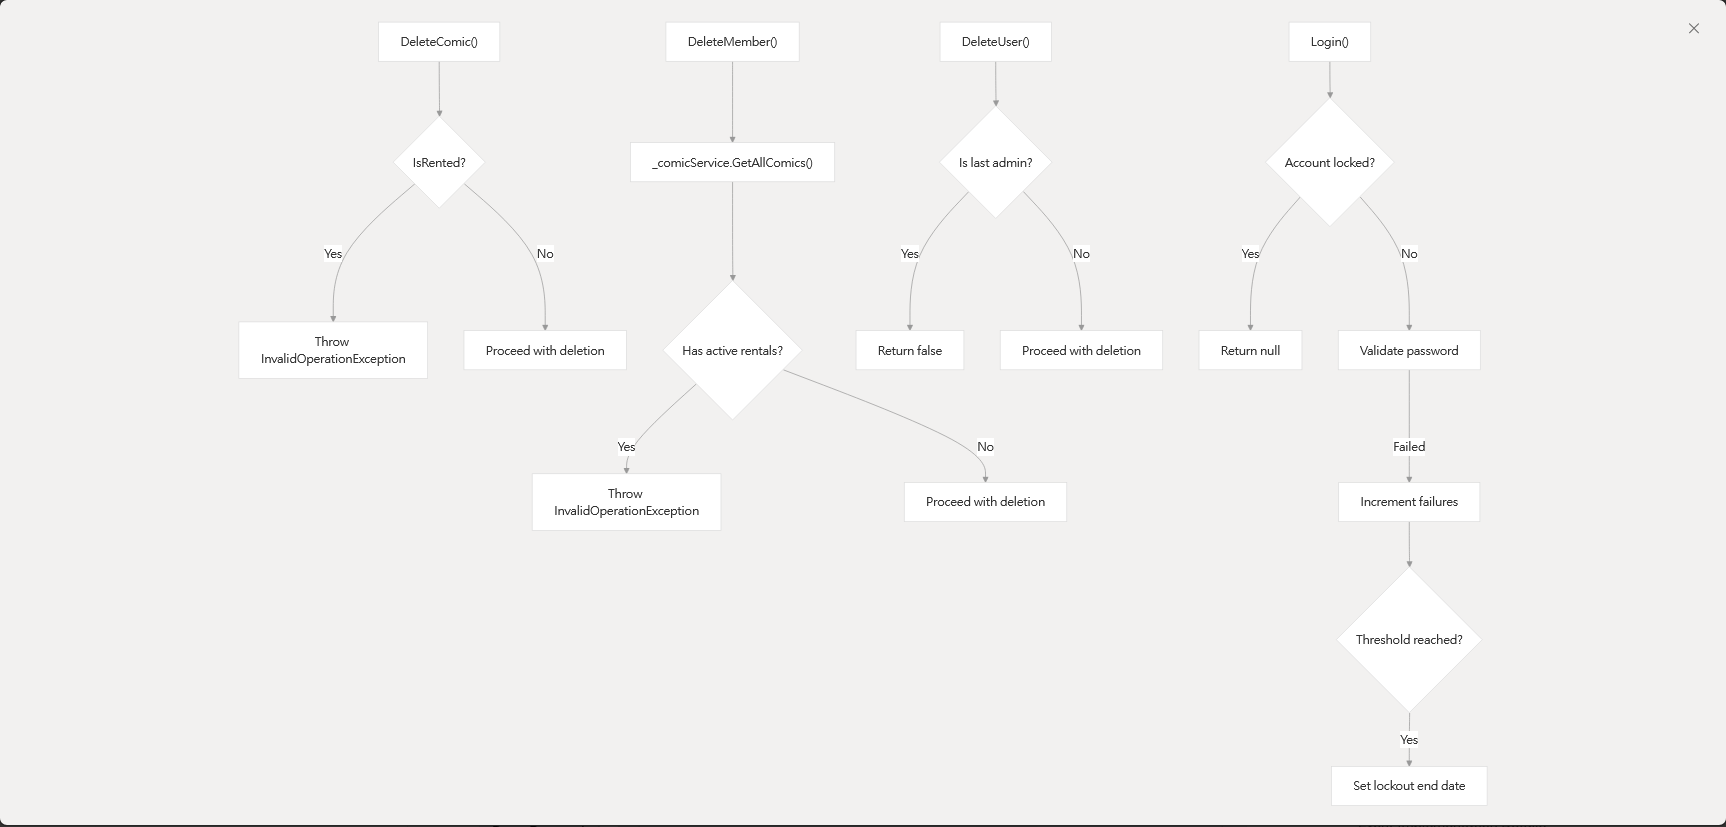 DeleteComic()
DeleteMember()
DeleteUser()
Login()
IsRented?
_comicService.GetAllComics()
Is last admin?
Account locked?
Yes
No
Yes
No
Yes
No
Throw
InvalidOperationException
Proceed with deletion
Has active rentals?
Return false
Proceed with deletion
Return null
Validate password
Yes
No
Failed
Throw
InvalidOperationException
Proceed with deletion
Increment failures
Threshold reached?
Yes
Set lockout end date